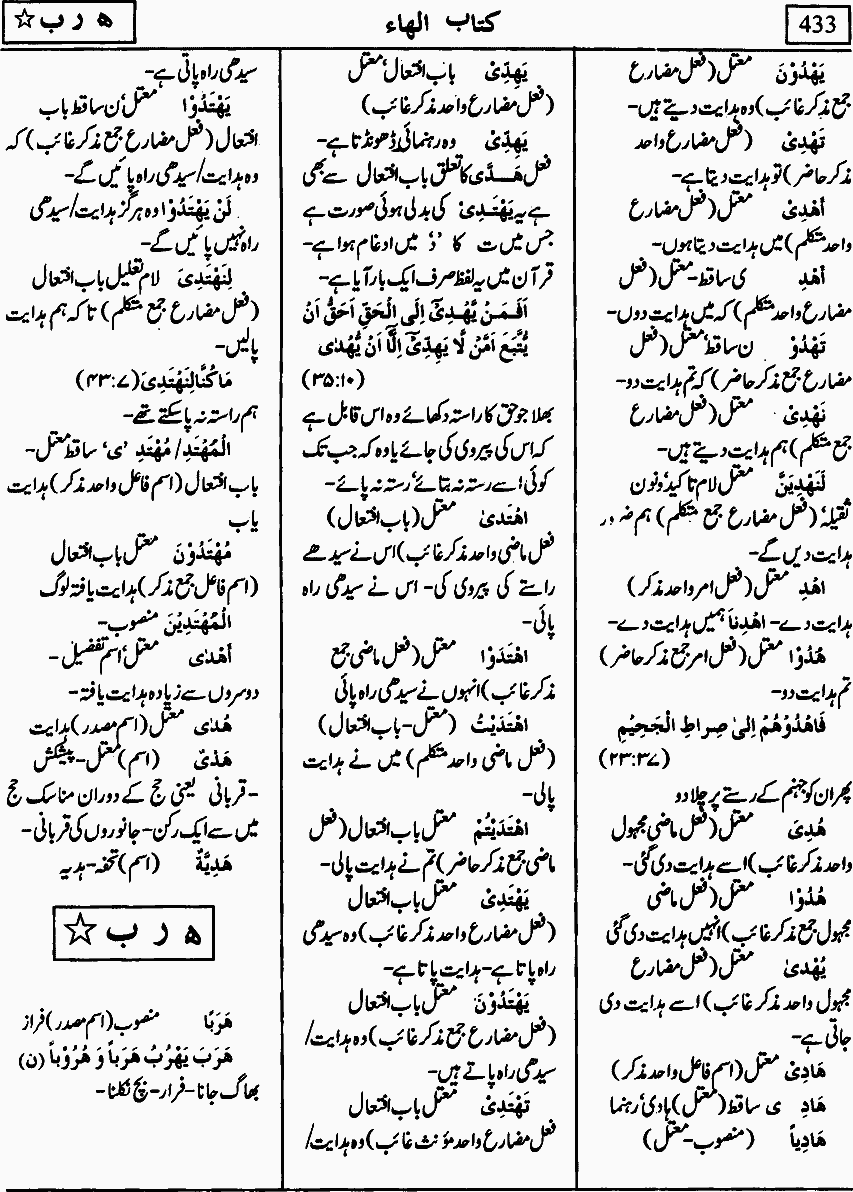 433
كتاب الهاء
ه ر ب ☆
يَهْدُوْنَ معتل (فعل مضارع
جمع مذکر غائب) وہ ہدایت دیتے ہیں-
تَهْدِىْ (فعل مضارع واحد
مذکر حاضر) تو ہدایت دیتا ہے-
اَهْدِىْ معتل (فعل مضارع
واحد متکلم) میں ہدایت دیتا ہوں-
اَهْدِ ی ساقط- معتل (فعل
مضارع واحد متکلم) کہ میں ہدایت دوں-
تَهْدُوْ ن ساقط معتل (فعل
مضارع جمع مذکر حاضر) کہ تم ہدایت دو-
نَهْدِىْ معتل (فعل مضارع
جمع متکلم) ہم ہدایت دیتے ہیں-
لَنَهْدِيَنَّ معتل لام تاکید‘ ونون
ثقیلہ‘ (فعل مضارع جمع متکلم) ہم ضرور
ہدایت دیں گے-
اهْدِ معتل (فعل امر واحد مذکر)
ہدایت دے- اهْدِنَا ہمیں ہدایت دے-
هُدُوْا معتل (فعل امر جمع مذکر حاضر)
تم ہدایت دو-
فَاهْدُوْهُمْ اِلىٰ صِراطِ الْجَحِيْمِ
(۲۳:۳۷)
پھر ان کو جہنم کے رستے پر چلا دو
هُدِىَ معتل (فعل ماضی مجہول
واحد مذکر غائب) اسے ہدایت دی گئی-
هُدُوْا معتل (فعل ماضی
مجہول جمع مذکر غائب) انہیں ہدایت دی گئی
يُهْدىٰ معتل (فعل مضارع
مجہول واحد مذکر غائب) اسے ہدایت دی
جاتی ہے-
هَادِىْ معتل (اسم فاعل واحد مذکر)
هَادِ ی ساقط (معتل) ہادی‘ رہنما
هَادِياً (منصوب- معتل)
يَهِدِّىْ باب افتعال‘ معتل
(فعل مضارع واحد مذکر غائب)
يَهِدِّىْ وہ رہنمائی ڈھونڈتا ہے-
فعل هَدَّى کا تعلق باب افتعال سے بھی
ہے یہ يَهْتَدِىْ کی بدلی ہوئی صورت ہے
جس میں ت کا ’د‘ میں ادغام ہوا ہے-
قرآن میں یہ لفظ صرف ایک بار آیا ہے-
اَفَمَنْ يَّهْدِىْٓ اِلَى الْحَقِّ اَحَقُّ اَنْ
يُّتَّبَعَ اَمَّنْ لَّا يَهِدِّىْٓ اِلَّآ اَنْ يُّهْدٰى
(۳۵:۱۰)
بھلا جو حق کا راستہ دکھائے وہ اس قابل ہے
کہ اس کی پیروی کی جائے یا وہ کہ جب تک
کوئی اسے رستہ نہ بتائے‘ رستہ نہ پائے-
اهْتَدىٰ معتل (باب افتعال)
فعل ماضی واحد مذکر غائب) اس نے سیدھے
راستے کی پیروی کی- اس نے سیدھی راہ
پائی-
اهْتَدَوْا معتل (فعل ماضی جمع
مذکر غائب) انہوں نے سیدھی راہ پائی
اهْتَدَيْتُ (معتل- باب افتعال)
(فعل ماضی واحد متکلم) میں نے ہدایت
پالی-
اهْتَدَيْتُمْ معتل باب افتعال (فعل
ماضی جمع مذکر حاضر) تم نے ہدایت پالی-
يَهْتَدِىْ معتل باب افتعال
(فعل مضارع واحد مذکر غائب) وہ سیدھی
راہ پاتا ہے- ہدایت پاتا ہے-
يَهْتَدُوْنَ معتل باب افتعال
(فعل مضارع جمع مذکر غائب) وہ ہدایت/
سیدھی راہ پاتے ہیں-
تَهْتَدِىْ معتل باب افتعال
فعل مضارع واحد مؤنث غائب) وہ ہدایت/
سیدھی راہ پاتی ہے-
يَهْتَدُوْا معتل‘ ن ساقط باب
افتعال (فعل مضارع جمع مذکر غائب) کہ
وہ ہدایت/سیدھی راہ پائیں گے-
لَنْ يَهْتَدُوْا وہ ہرگز ہدایت/سیدھی
راہ نہیں پائیں گے-
لِنَهْتَدِىَ لام تعلیل باب افتعال
(فعل مضارع جمع متکلم) تاکہ ہم ہدایت
پالیں-
مَا كُنَّا لِنَهْتَدِىَ (۴۳:۷)
ہم راستہ نہ پا سکتے تھے-
الْمُهْتَدِ/ مُهْتَدِ ’ی‘ ساقط معتل-
باب افتعال (اسم فاعل واحد مذکر) ہدایت
یاب
مُهْتَدُوْنَ معتل باب افتعال
(اسم فاعل جمع مذکر) ہدایت یافتہ لوگ
الْمُهْتَدِيْنَ منصوب-
اَهْدٰى معتل‘ اسم تفضیل-
دوسروں سے زیادہ ہدایت یافتہ-
هُدًى معتل (اسم مصدر) ہدایت
هَدْىٌ (اسم) معتل- پیشکش
-قربانی یعنی حج کے دوران مناسک حج
میں سے ایک رکن- جانوروں کی قربانی-
هَدِيَّةٌ (اسم) تحفہ- ہدیہ
ه ر ب ☆
هَرَبًا منصوب (اسم مصدر) فراز
هَرَبَ يَهْرُبُ هَرَباً وَ هُرُوْباً (ن)
بھاگ جانا- فرار- بچ نکلنا-